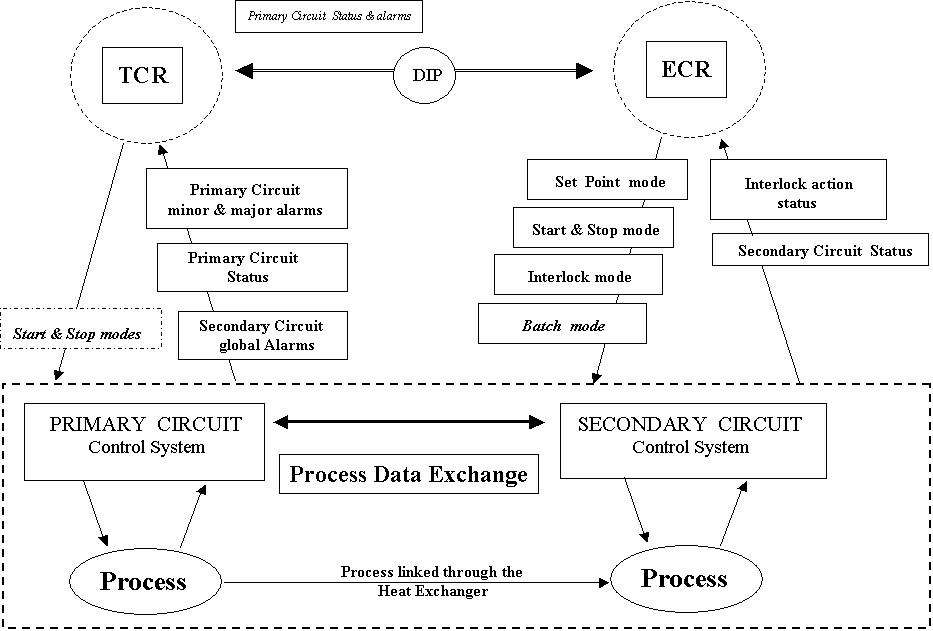 Primary Circuit Status & alarms
TCR
DIP
ECR
Primary Circuit
minor & major alarms
Primary Circuit
Status
Secondary Circuit
global Alarms
Start & Stop modes
Set Point mode
Start & Stop mode
Interlock mode
Batch mode
Interlock action
status
Secondary Circuit Status
PRIMARY CIRCUIT
Control System
Process Data Exchange
SECONDARY CIRCUIT
Control System
Process
Process linked through the
Heat Exchanger
Process